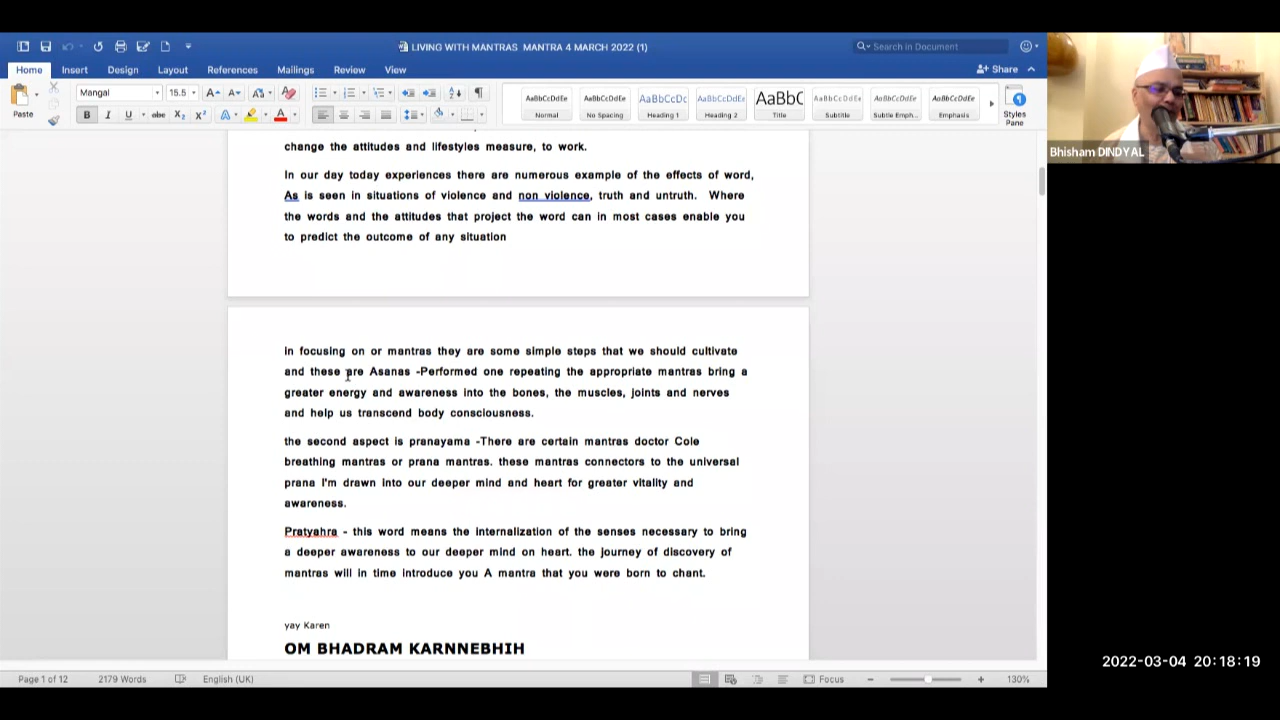 LIVING WITH MANTRAS  MANTRA 4 MARCH 2022 (1)
Search in Document
Home Insert Design Layout References Mailings Review View
Share
Paste
Mangal 15.5
AaBbCcDdEe AaBbCcDdEe AaBbCcDc AaBbCcDdEe AaBbC AaBbCcDdEe AaBbCcDdEe AaBbCcDdEe
Normal No Spacing Heading 1 Heading 2 Title Subtitle Subtle Emph... Emphasis
Styles
Pane
Bhisham DINDYAL
change the attitudes and lifestyles measure, to work.
In our day today experiences there are numerous example of the effects of word,
As is seen in situations of violence and non violence, truth and untruth.  Where
the words and the attitudes that project the word can in most cases enable you
to predict the outcome of any situation
in focusing on or mantras they are some simple steps that we should cultivate
and these are Asanas -Performed one repeating the appropriate mantras bring a
greater energy and awareness into the bones, the muscles, joints and nerves
and help us transcend body consciousness.
the second aspect is pranayama -There are certain mantras doctor Cole
breathing mantras or prana mantras. these mantras connectors to the universal
prana I'm drawn into our deeper mind and heart for greater vitality and
awareness.
Pratyahra - this word means the internalization of the senses necessary to bring
a deeper awareness to our deeper mind on heart. the journey of discovery of
mantras will in time introduce you A mantra that you were born to chant.
yay Karen
OM BHADRAM KARNNEBHIH
Page 1 of 12 2179 Words English (UK) Focus 130%
2022-03-04 20:18:19